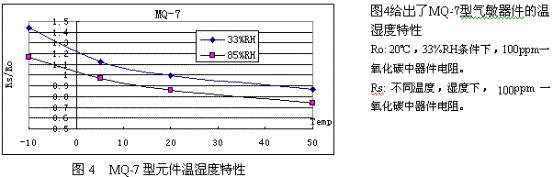 MQ-7
1.5
1.4
1.3
1.2
1.1
1
0.9
0.8
0.7
0.6
0.5
Rs/Ro
33%RH
85%RH
Temp
-10
0
10
20
30
40
50
图 4 MQ-7 型元件温湿度特性
图4给出了MQ-7型气敏器件的温
湿度特性
Ro: 20℃，33%RH条件下，100ppm一
氧化碳中器件电阻。
Rs: 不同温度，湿度下， 100ppm 一
氧化碳中器件电阻。